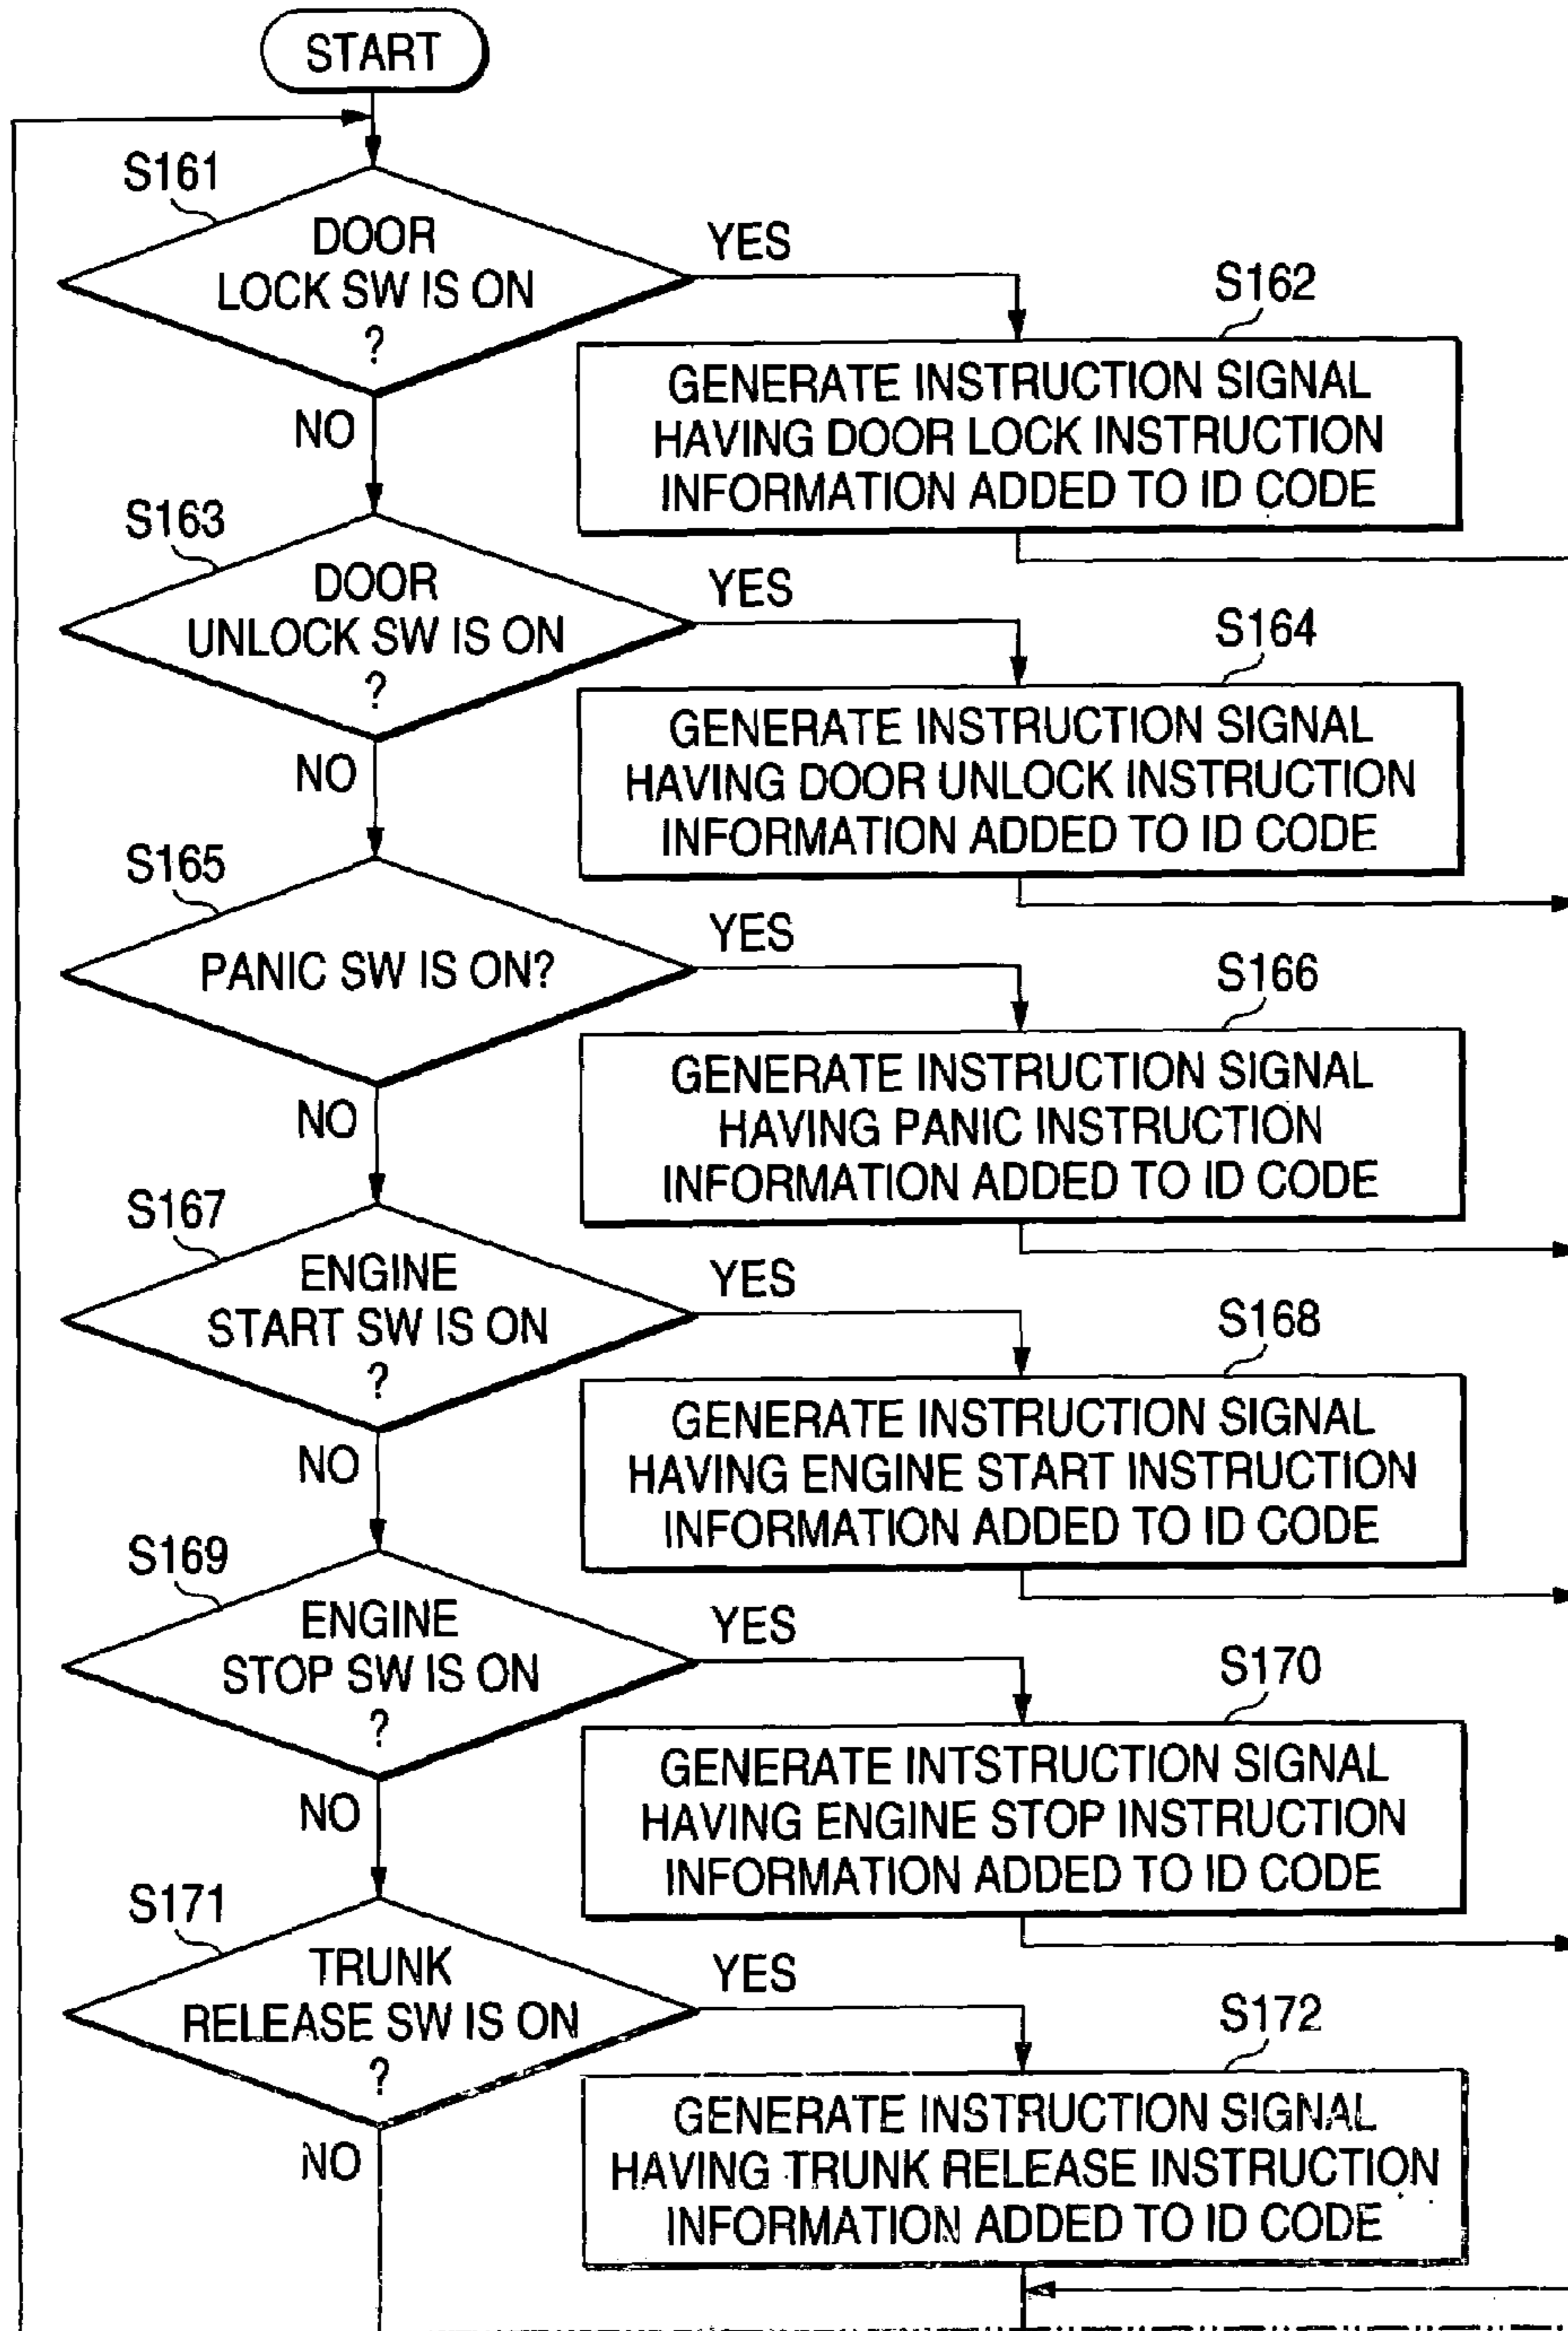 START
S161
DOOR
LOCK SW IS ON
?
YES
NO
S162
GENERATE INSTRUCTION SIGNAL
HAVING DOOR LOCK INSTRUCTION
INFORMATION ADDED TO ID CODE
S163
DOOR
UNLOCK SW IS ON
?
YES
NO
S164
GENERATE INSTRUCTION SIGNAL
HAVING DOOR UNLOCK INSTRUCTION
INFORMATION ADDED TO ID CODE
S165
PANIC SW IS ON?
YES
NO
S166
GENERATE INSTRUCTION SIGNAL
HAVING PANIC INSTRUCTION
INFORMATION ADDED TO ID CODE
S167
ENGINE
START SW IS ON
?
YES
NO
S168
GENERATE INSTRUCTION SIGNAL
HAVING ENGINE START INSTRUCTION
INFORMATION ADDED TO ID CODE
S169
ENGINE
STOP SW IS ON
?
YES
NO
S170
GENERATE INTSTRUCTION SIGNAL
HAVING ENGINE STOP INSTRUCTION
INFORMATION ADDED TO ID CODE
S171
TRUNK
RELEASE SW IS ON
?
YES
NO
S172
GENERATE INSTRUCTION SIGNAL
HAVING TRUNK RELEASE INSTRUCTION
INFORMATION ADDED TO ID CODE